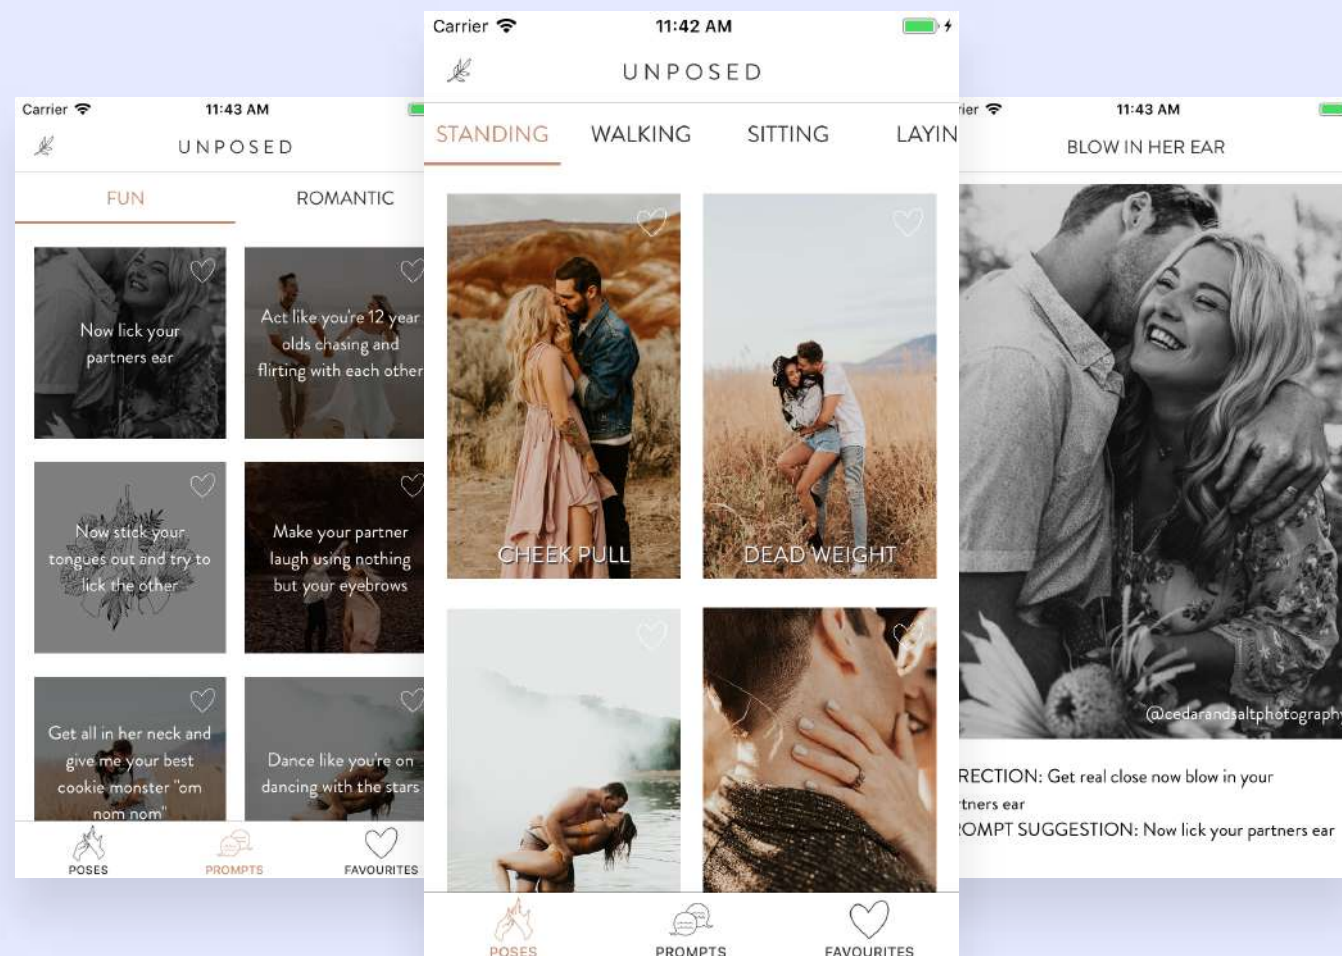 Carrier
11:43 AM
UNPOSED
FUN
ROMANTIC
Now lick your
partners ear
Act like you're 12 year
olds chasing and
flirting with each other
Now stick your
tongues out and try to
lick the other
Make your partner
laugh using nothing
but your eyebrows
Get all in her neck and
give me your best
cookie monster "om
nom nom"
Dance like you're on
dancing with the stars
POSES
PROMPTS
FAVOURITES
Carrier
11:42 AM
UNPOSED
STANDING
WALKING
SITTING
LAYIN
CHEEK PULL
DEAD WEIGHT
POSES
PROMPTS
FAVOURITES
rier
11:43 AM
BLOW IN HER EAR
@cedarandsaltphotography
RECTION: Get real close now blow in your
rtners ear
OMPT SUGGESTION: Now lick your partners ear